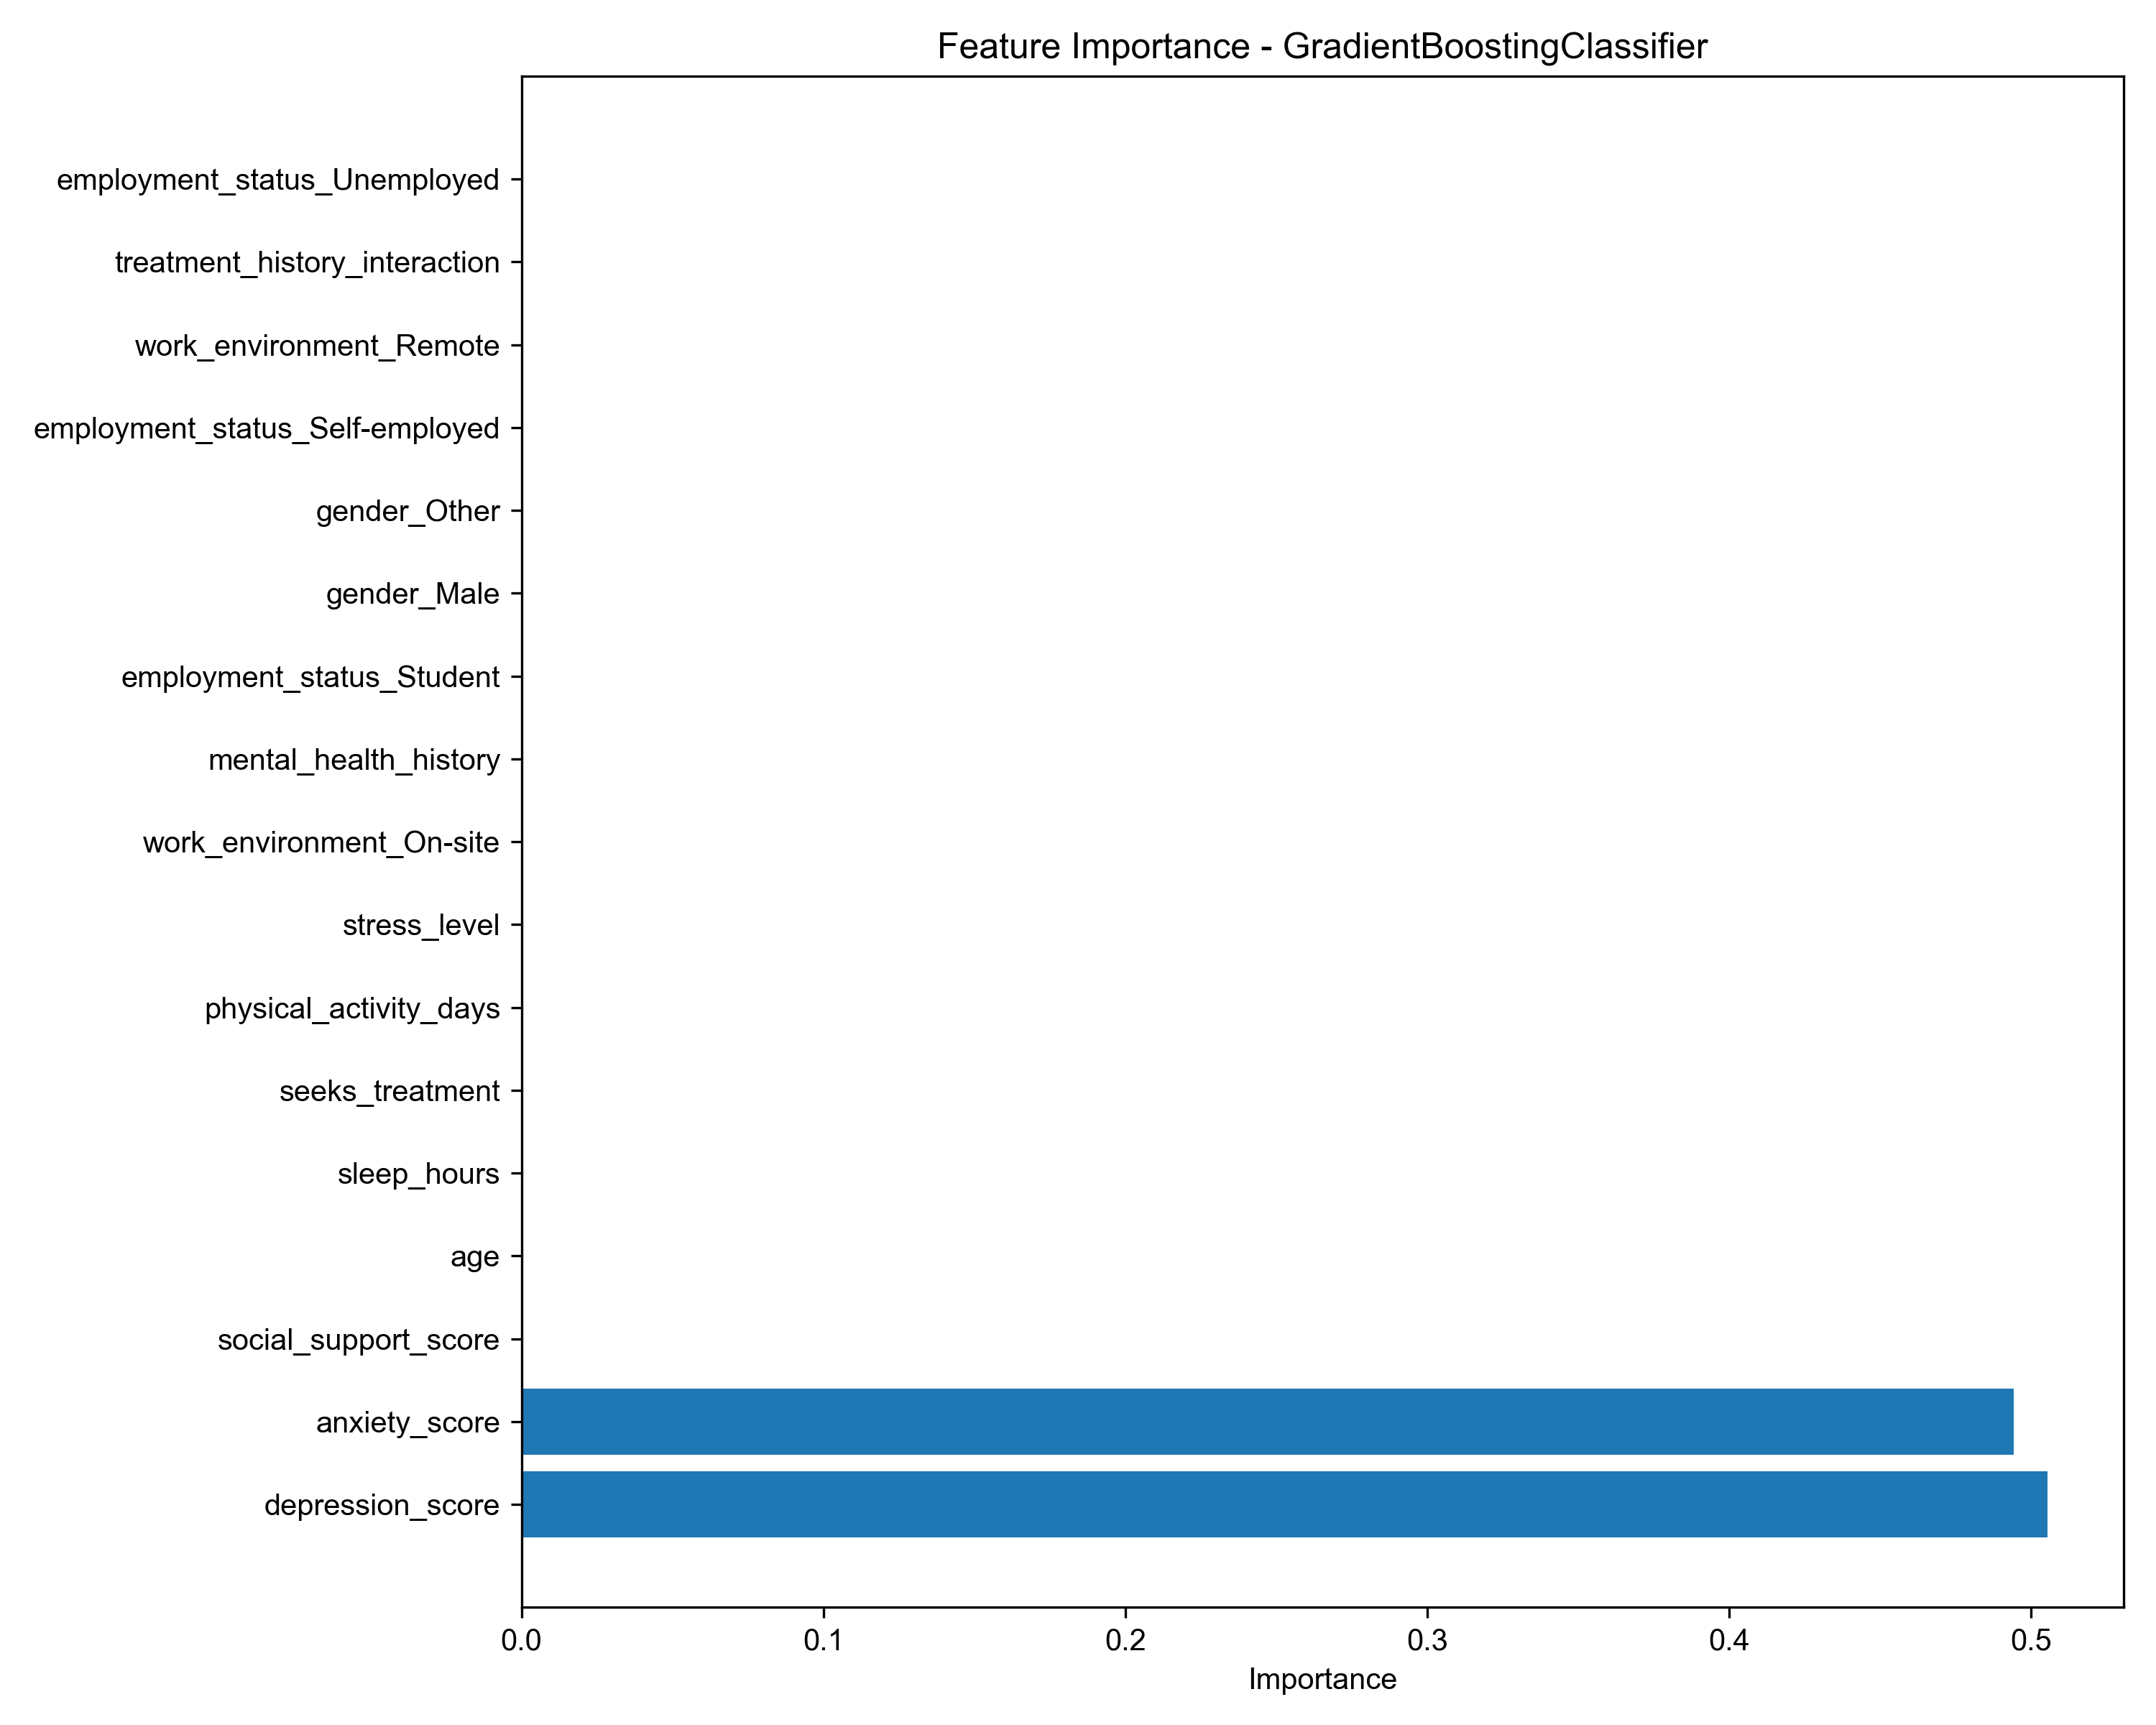 Feature Importance - GradientBoostingClassifier
employment_status_Unemployed
treatment_history_interaction
work_environment_Remote
employment_status_Self-employed
gender_Other
gender_Male
employment_status_Student
mental_health_history
work_environment_On-site
stress_level
physical_activity_days
seeks_treatment
sleep_hours
age
social_support_score
anxiety_score
depression_score
0.0 0.1 0.2 0.3 0.4 0.5
Importance